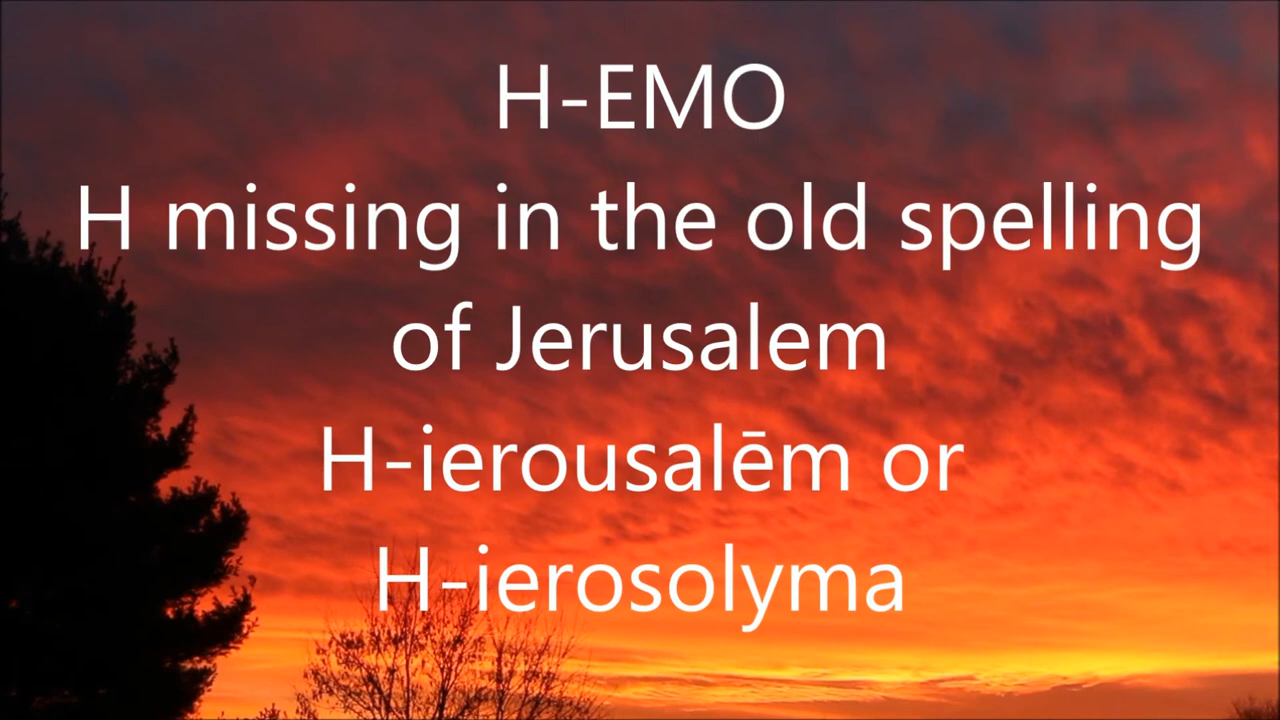 H-EMO
H missing in the old spelling
of Jerusalem
H-ierousalēm or
H-ierosolyma